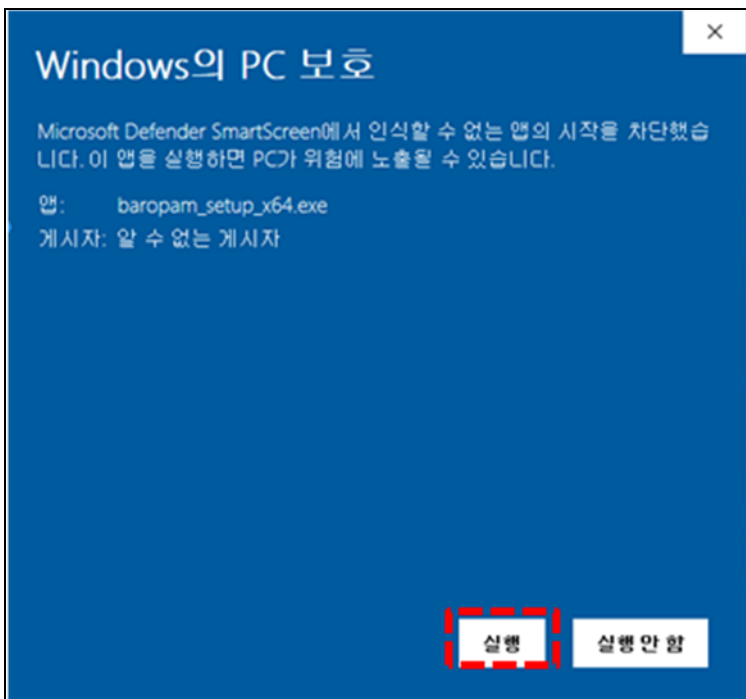 Windows의 PC 보호
Microsoft Defender SmartScreen에서 인식할 수 없는 앱의 시작을 차단했습
니다. 이 앱을 실행하면 PC가 위험에 노출될 수 있습니다.
앱: baropam_setup_x64.exe
게시자: 알 수 없는 게시자
실행
실행 안 함